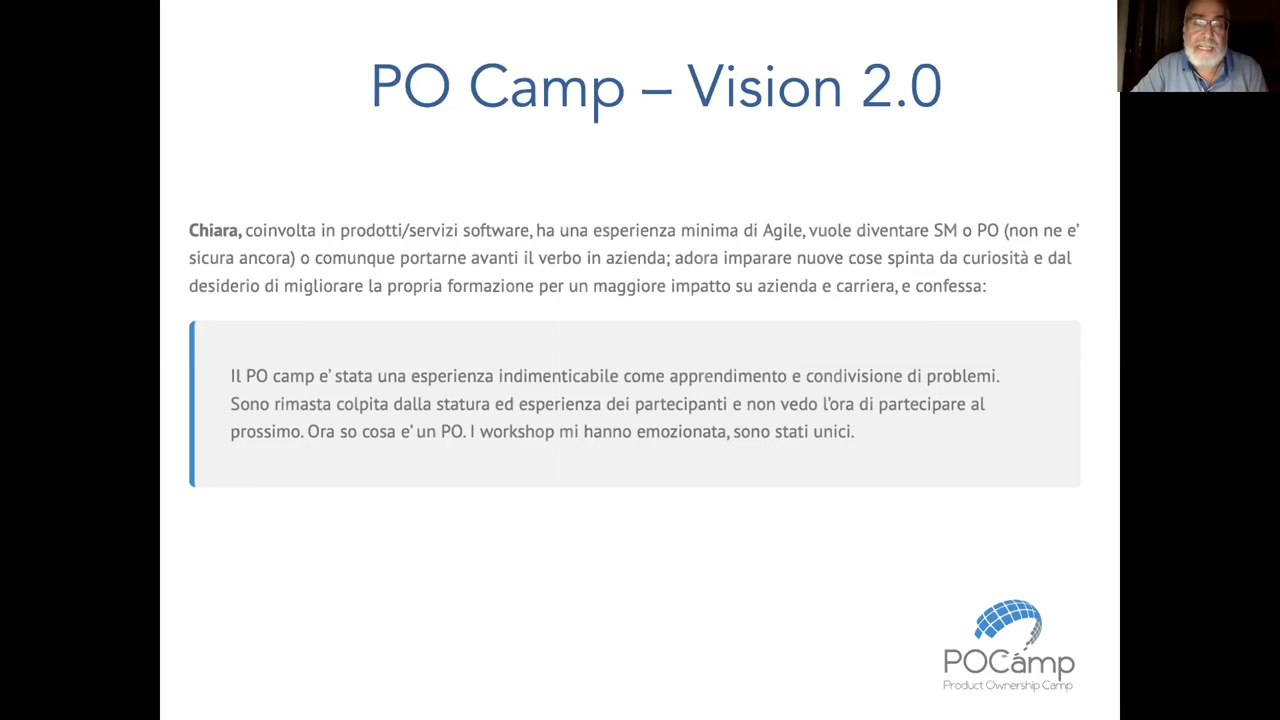 PO Camp – Vision 2.0
Chiara, coinvolta in prodotti/servizi software, ha una esperienza minima di Agile, vuole diventare SM o PO (non ne e’
sicura ancora) o comunque portarne avanti il verbo in azienda; adora imparare nuove cose spinta da curiosità e dal
desiderio di migliorare la propria formazione per un maggiore impatto su azienda e carriera, e confessa:
Il PO camp e’ stata una esperienza indimenticabile come apprendimento e condivisione di problemi.
Sono rimasta colpita dalla statura ed esperienza dei partecipanti e non vedo l’ora di partecipare al
prossimo. Ora so cosa e’ un PO. I workshop mi hanno emozionata, sono stati unici.
POCamp
Product Ownership Camp